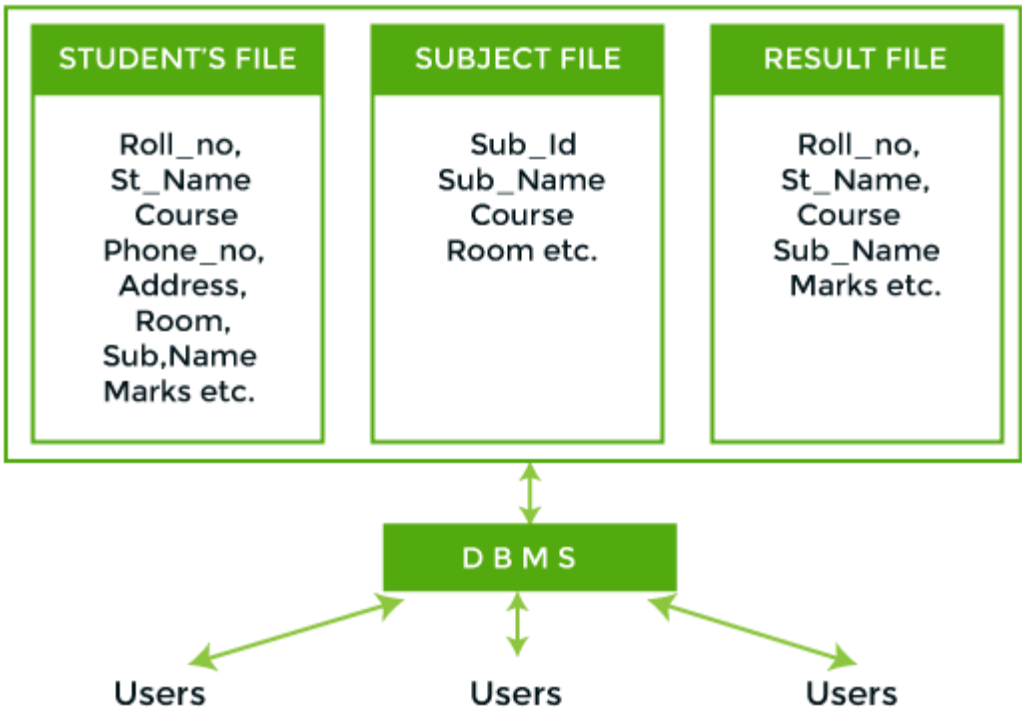 STUDENT'S FILE
Roll_no,
St_Name
Course
Phone_no,
Address,
Room,
Sub,Name
Marks etc.
SUBJECT FILE
Sub_Id
Sub_Name
Course
Room etc.
RESULT FILE
Roll_no,
St_Name,
Course
Sub_Name
Marks etc.
D B M S
Users
Users
Users